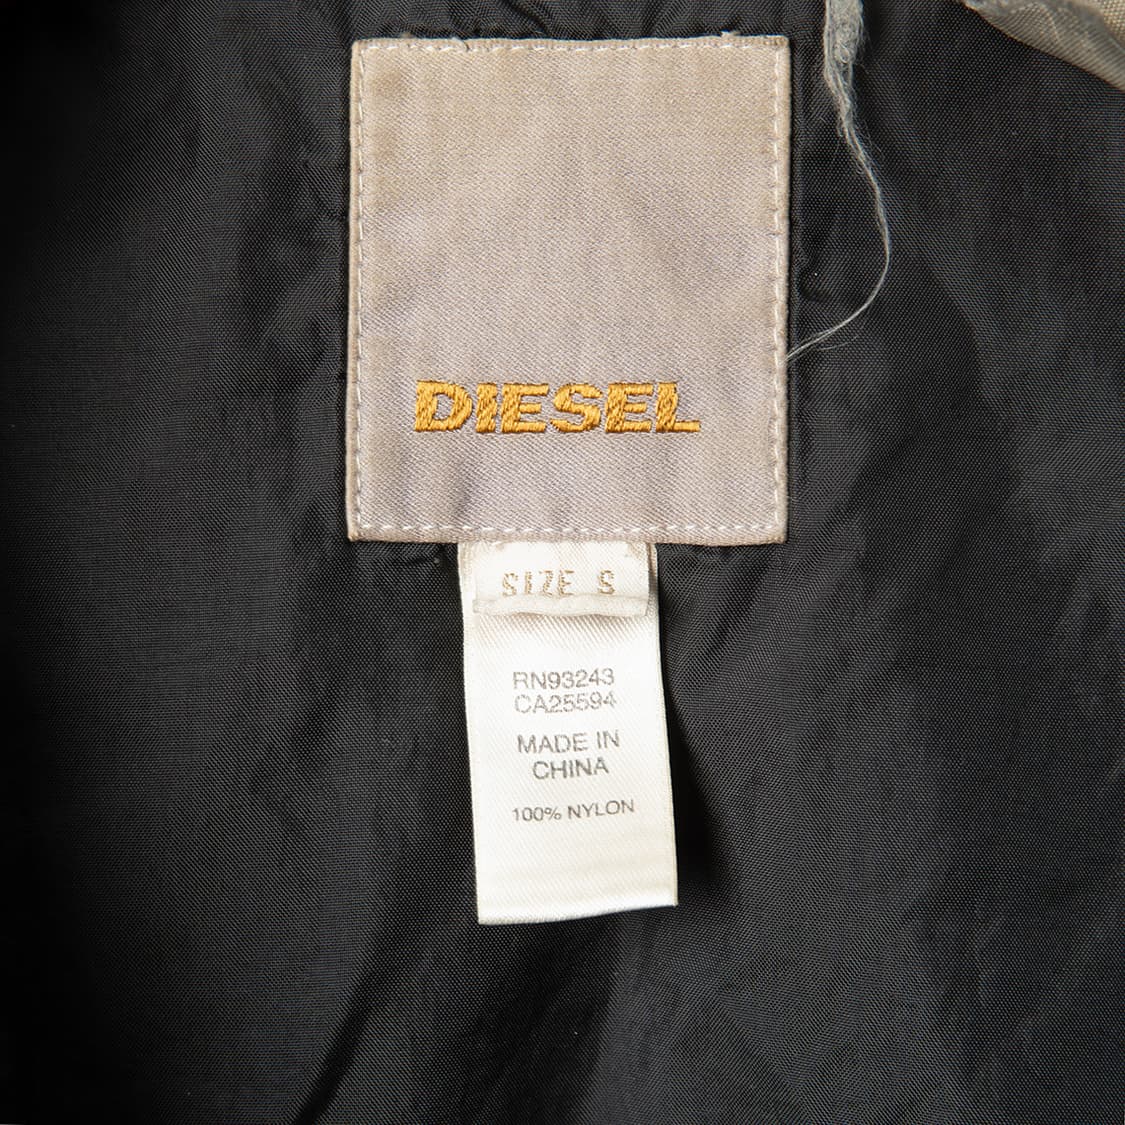 DIESEL
SIZE S
RN93243
CA25594
MADE IN
CHINA
100% NYLON